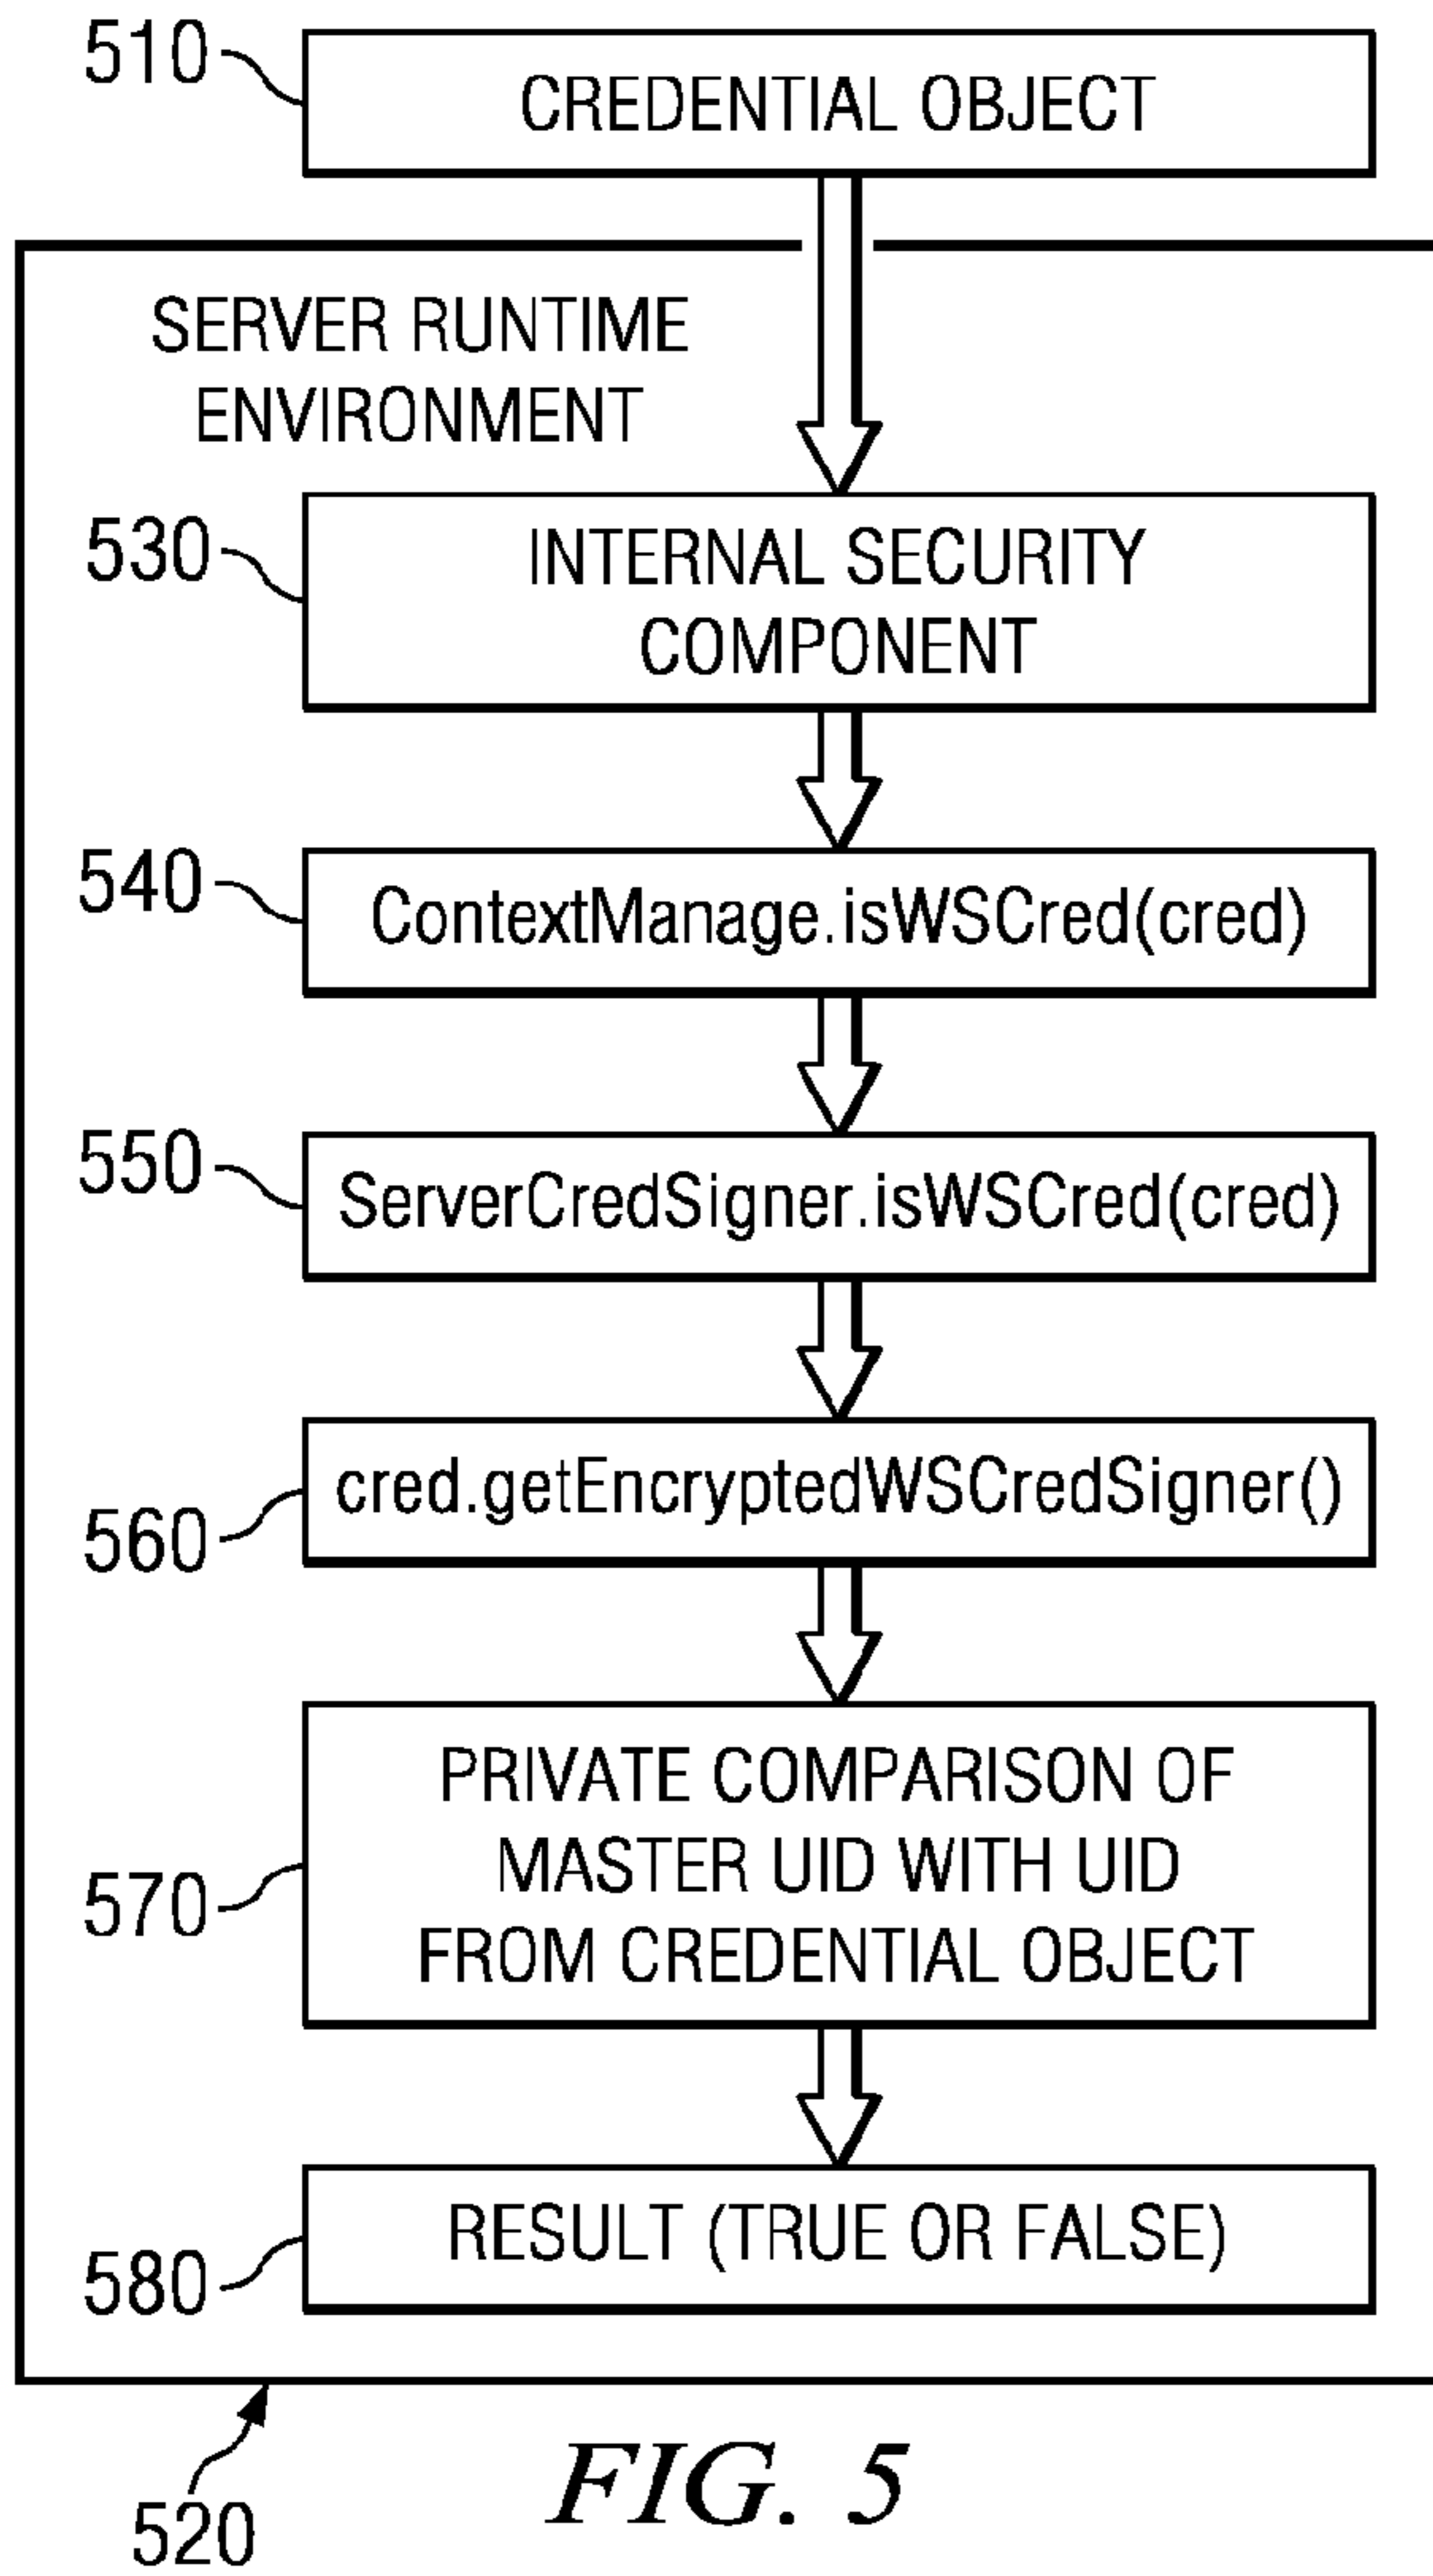 510
CREDENTIAL OBJECT
SERVER RUNTIME
ENVIRONMENT
530
INTERNAL SECURITY
COMPONENT
540
ContextManage.isWSCred(cred)
550
ServerCredSigner.isWSCred(cred)
560
cred.getEncryptedWSCredSigner()
570
PRIVATE COMPARISON OF
MASTER UID WITH UID
FROM CREDENTIAL OBJECT
580
RESULT (TRUE OR FALSE)
520
FIG. 5